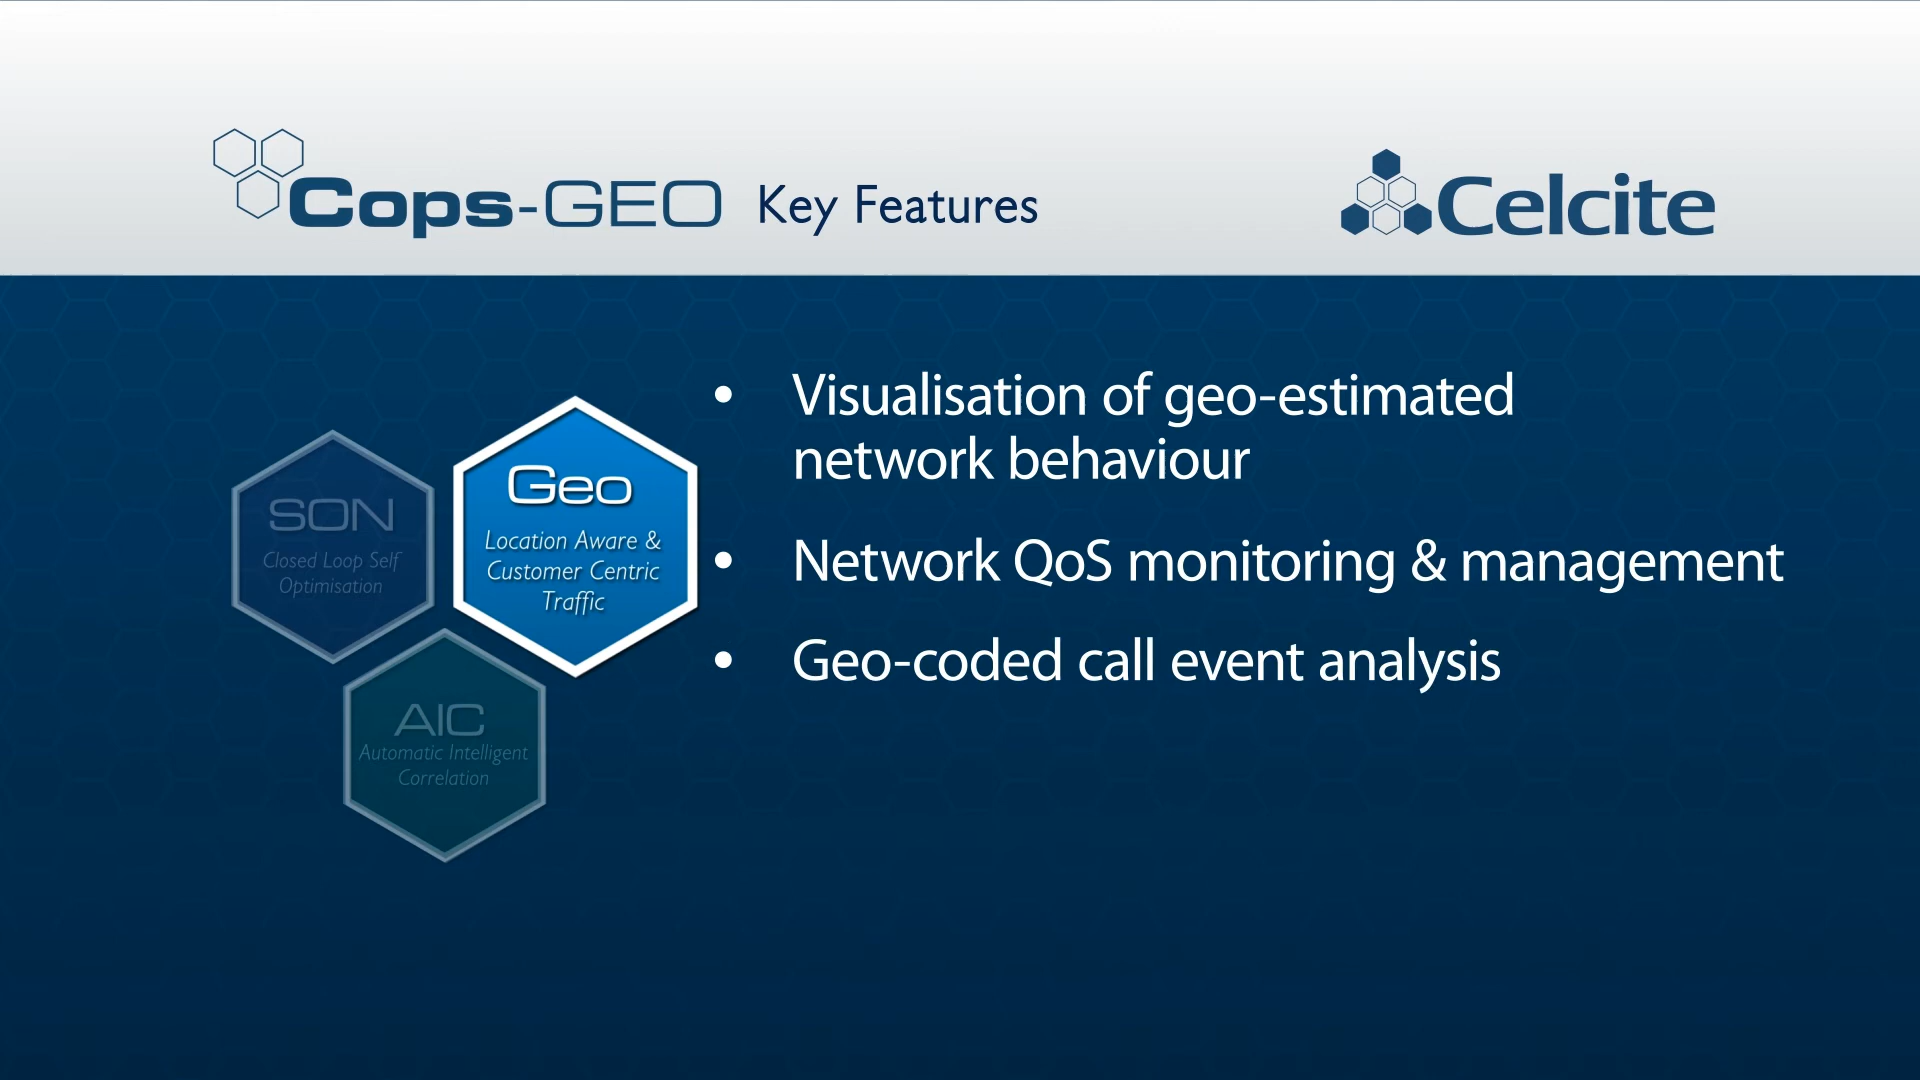 Cops-GEO Key Features
Celcite
• Visualisation of geo-estimated
network behaviour
• Network QoS monitoring & management
• Geo-coded call event analysis
SON
Closed Loop Self
Optimisation
Geo
Location Aware &
Customer Centric
Traffic
AIC
Automatic Intelligent
Correlation